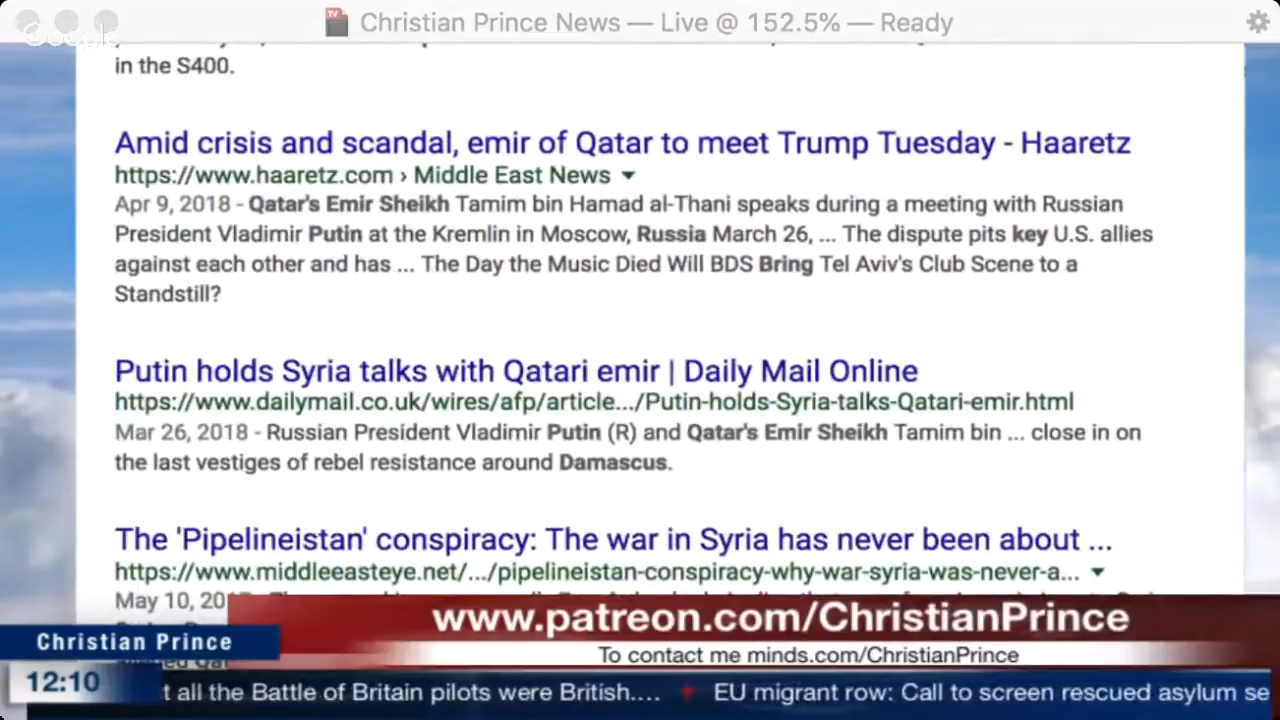 Christian Prince News — Live @ 152.5% — Ready
Google
in the S400.
Amid crisis and scandal, emir of Qatar to meet Trump Tuesday - Haaretz
https://www.haaretz.com › Middle East News
Apr 9, 2018 - Qatar's Emir Sheikh Tamim bin Hamad al-Thani speaks during a meeting with Russian
President Vladimir Putin at the Kremlin in Moscow, Russia March 26, ... The dispute pits key U.S. allies
against each other and has ... The Day the Music Died Will BDS Bring Tel Aviv's Club Scene to a
Standstill?
Putin holds Syria talks with Qatari emir | Daily Mail Online
https://www.dailymail.co.uk/wires/afp/article.../Putin-holds-Syria-talks-Qatari-emir.html
Mar 26, 2018 - Russian President Vladimir Putin (R) and Qatar's Emir Sheikh Tamim bin ... close in on
the last vestiges of rebel resistance around Damascus.
The 'Pipelineistan' conspiracy: The war in Syria has never been about ...
https://www.middleeasteye.net/.../pipelineistan-conspiracy-why-war-syria-was-never-a...
May 10,
www.patreon.com/ChristianPrince
Christian Prince
To contact me minds.com/ChristianPrince
12:10
t all the Battle of Britain pilots were British.... EU migrant row: Call to screen rescued asylum se